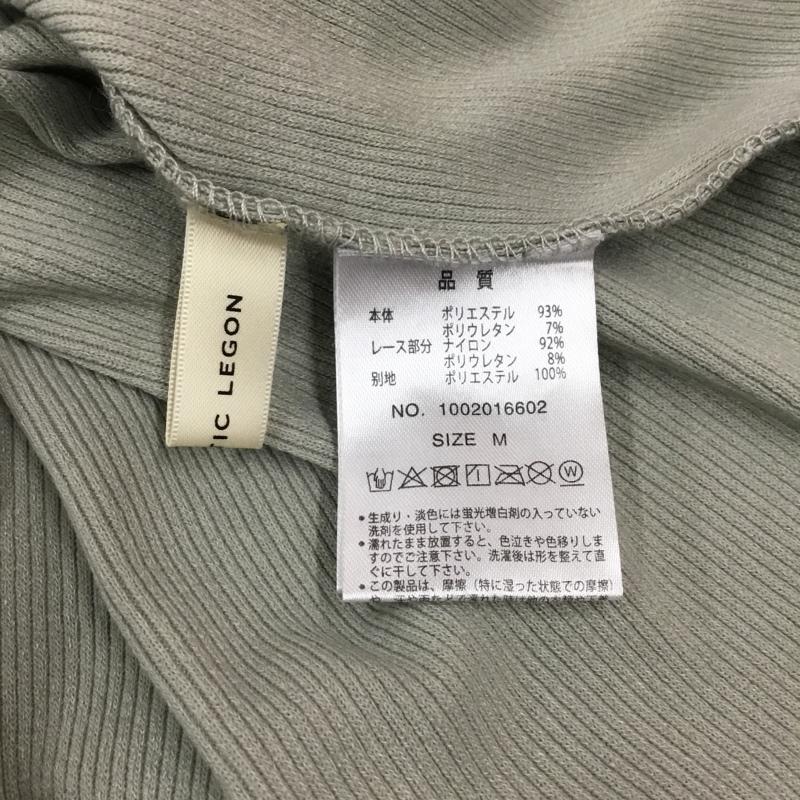 TIC LEGON
品 質
本体 ポリエステル 93%
ポリウレタン 7%
レース部分 ナイロン 92%
ポリウレタン 8%
別地 ポリエステル 100%
NO. 1002016602
SIZE M
W
•生成り・淡色には蛍光増白剤の入っていない
洗剤を使用して下さい。
•濡れたまま放置すると、色泣きや色移りしま
すのでご注意下さい。洗濯後は形を整えて直
ぐに干して下さい。
•この製品は、摩擦（特に湿った状態での摩擦）